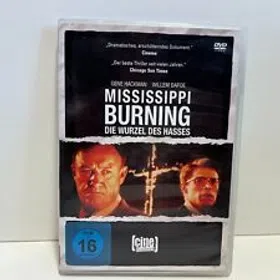 "Dramatisches, erschütterndes Dokument."
Cinema
„Der beste Thriller seit vielen Jahren."
Chicago Sun Times
DVD
GENE HACKMAN WILLEM DAFOE
MISSISSIPPI
BURNING
DIE WURZEL DES HASSES
16
[cine